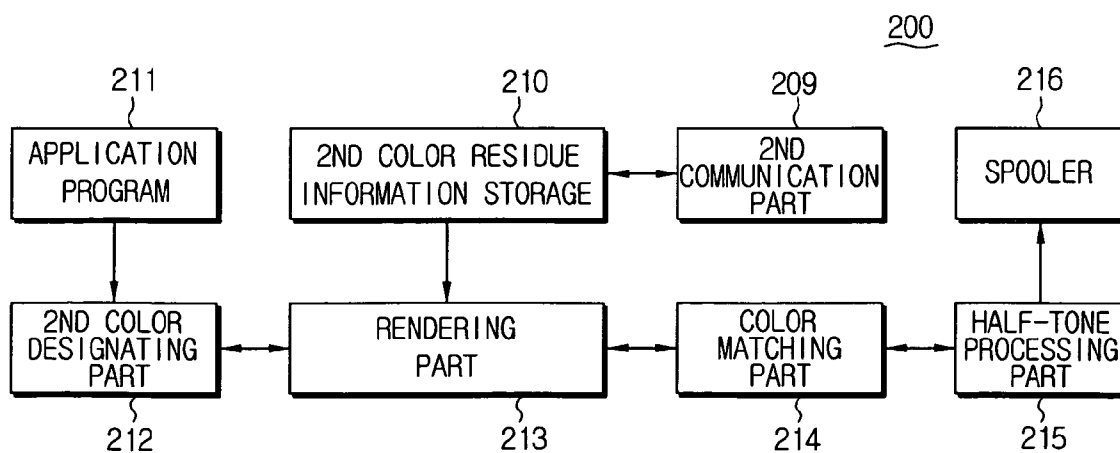 200
211
210
209
216
APPLICATION
PROGRAM
2ND COLOR RESIDUE
INFORMATION STORAGE
2ND
COMMUNICATION
PART
SPOOLER
2ND COLOR
DESIGNATING
PART
RENDERING
PART
COLOR
MATCHING
PART
HALF-TONE
PROCESSING
PART
212
213
214
215